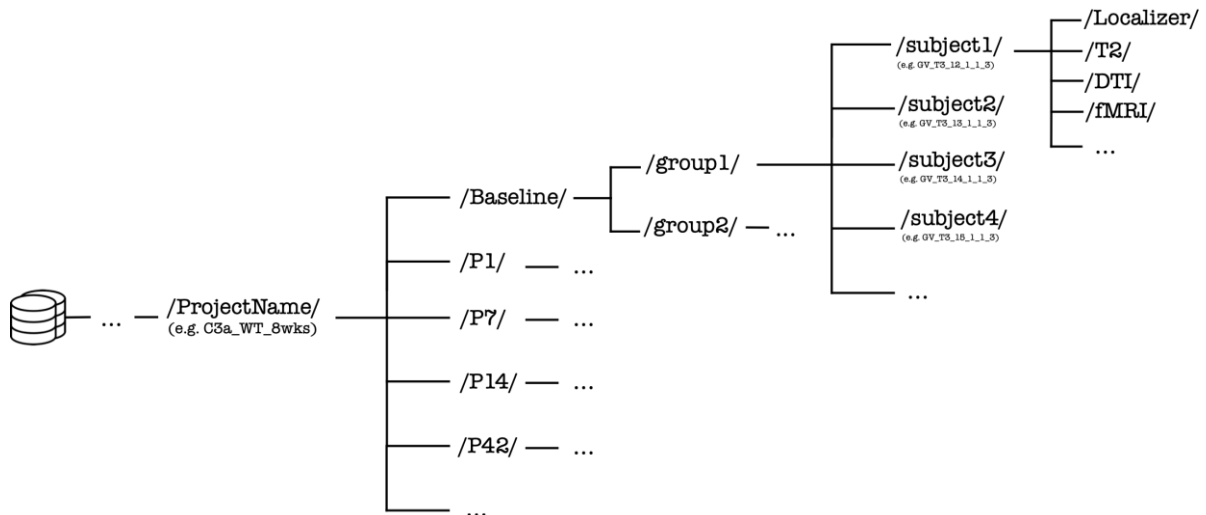 /Localizer/
/subject1/
(e.g. GV_T3_12_1_1_3)
/T2/
/DTI/
/subject2/
(e.g. GV_T3_13_1_1_3)
/fMRI/
...
/group1/
/subject3/
(e.g. GV_T3_14_1_1_3)
/Baseline/
/group2/
...
/subject4/
(e.g. GV_T3_15_1_1_3)
/P1/
...
...
...
/ProjectName/
(e.g. C3a_WT_8wks)
/P7/
...
/P14/
...
/P42/
...
...